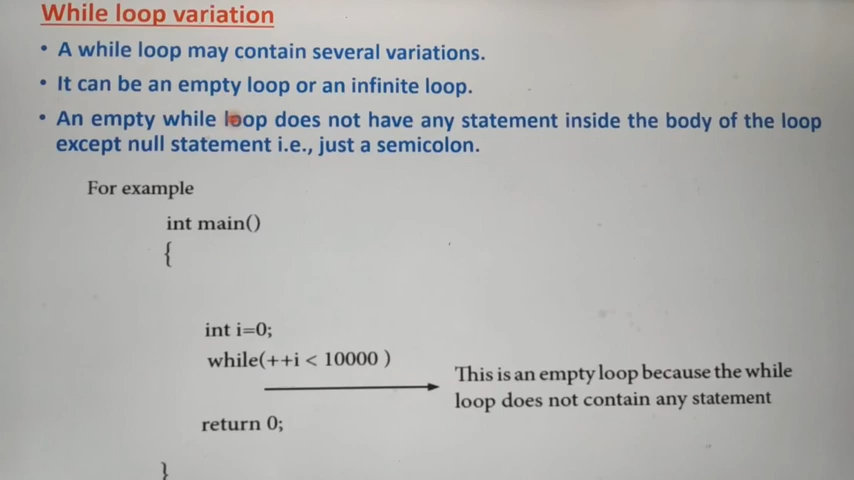 While loop variation
• A while loop may contain several variations.
• It can be an empty loop or an infinite loop.
• An empty while loop does not have any statement inside the body of the loop
except null statement i.e., just a semicolon.
For example
int main()
{
int i=0;
while(++i < 10000 )
This is an empty loop because the while
loop does not contain any statement
return 0;
}